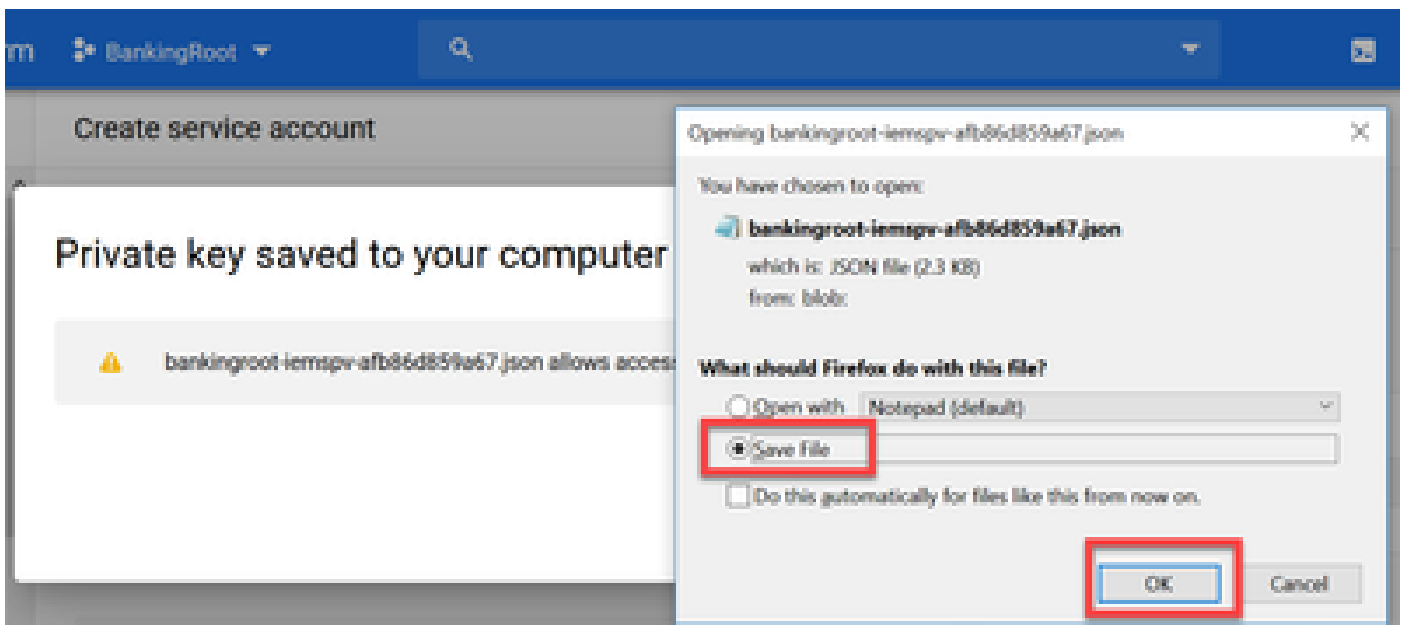 rm BankingRoot
Create service account
Private key saved to your computer
bankingroot-iemspv-afb86d859a67.json allows access
Opening bankingroot-iemspv-afb86d859a67.json
You have chosen to open:
bankingroot-iemspv-afb86d859a67.json
which is: JSON file (2.3 KB)
from: blob:
What should Firefox do with this file?
Open with Notepad (default)
Save File
Do this automatically for files like this from now on.
OK Cancel